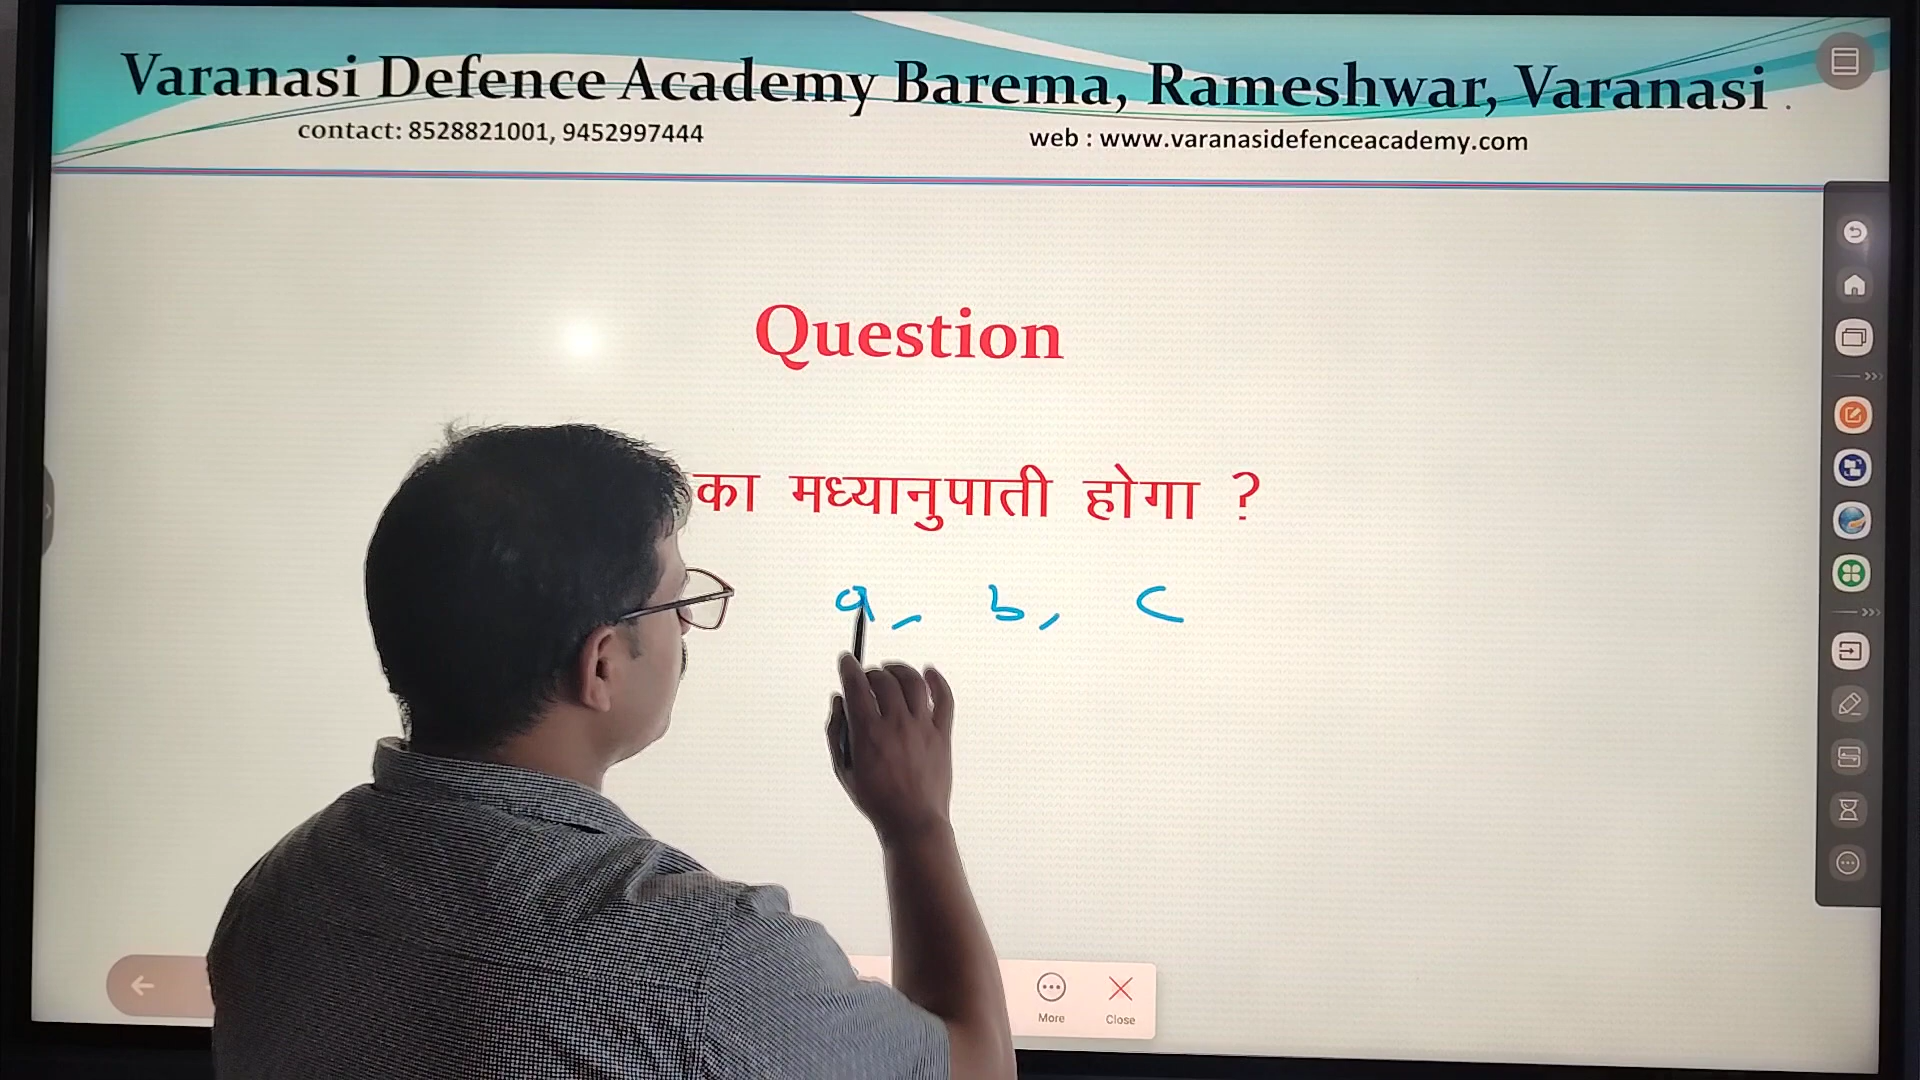 Varanasi Defence Academy Barema, Rameshwar, Varanasi .
contact: 8528821001, 9452997444
web : www.varanasidefenceacademy.com
Question
का मध्यानुपाती होगा ?
a, b, c
More
Close